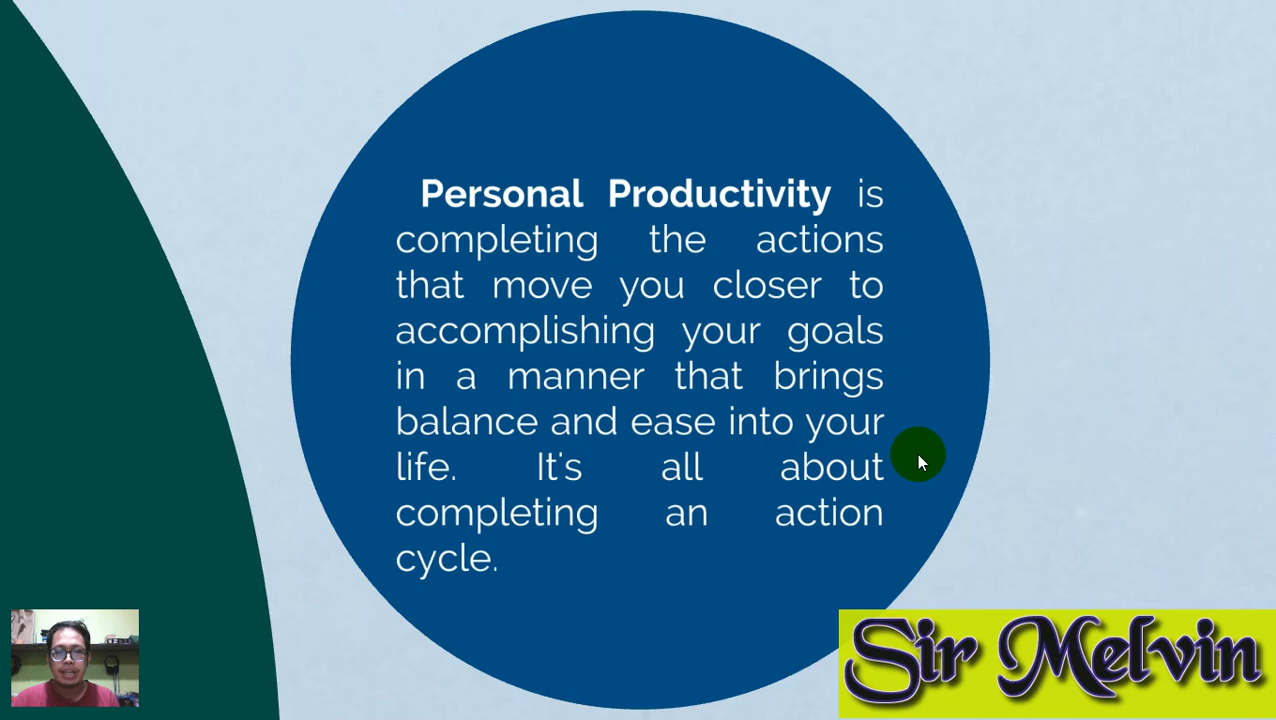 Personal Productivity is
completing the actions
that move you closer to
accomplishing your goals
in a manner that brings
balance and ease into your
life. It's all about
completing an action
cycle.
Sir Melvin